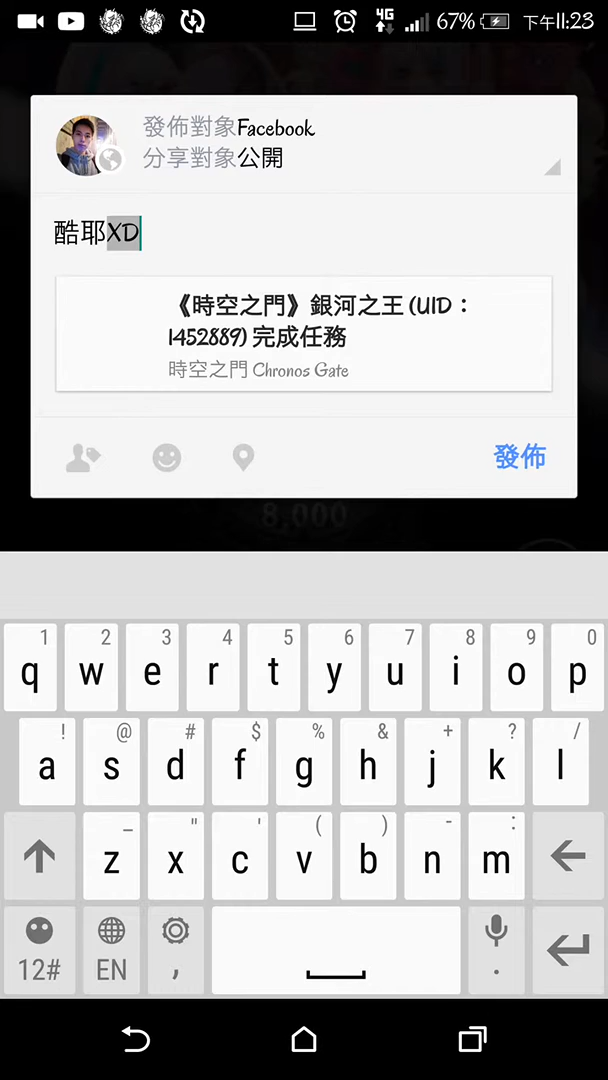 4G 67% 下午11:23
發佈對象Facebook
分享對象公開
酷耶XD
《時空之門》銀河之王 (UID：
1452889) 完成任務
時空之門 Chronos Gate
發佈
8,000
1 2 3 4 5 6 7 8 9 0
q w e r t y u i o p
! @ # $ % & + ? /
a s d f g h j k l
_ " ' ( ) - :
z x c v b n m
12# EN , .